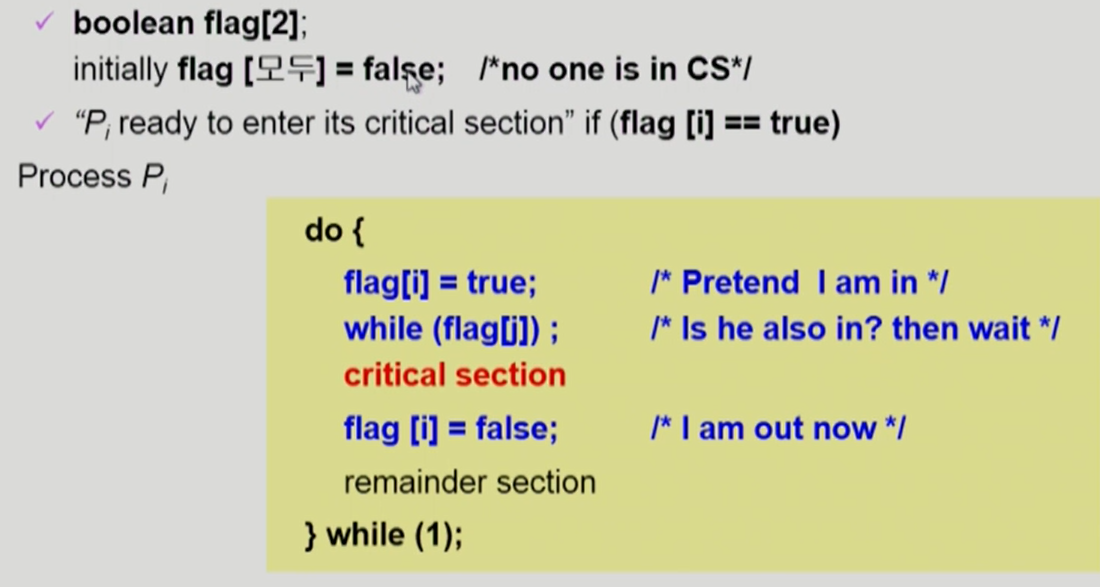 ✓ boolean flag[2];
initially flag [모두] = false; /*no one is in CS*/
✓ “Pi ready to enter its critical section” if (flag [i] == true)
Process Pi
do {
flag[i] = true; /* Pretend I am in */
while (flag[j]) ; /* Is he also in? then wait */
critical section
flag [i] = false; /* I am out now */
remainder section
} while (1);